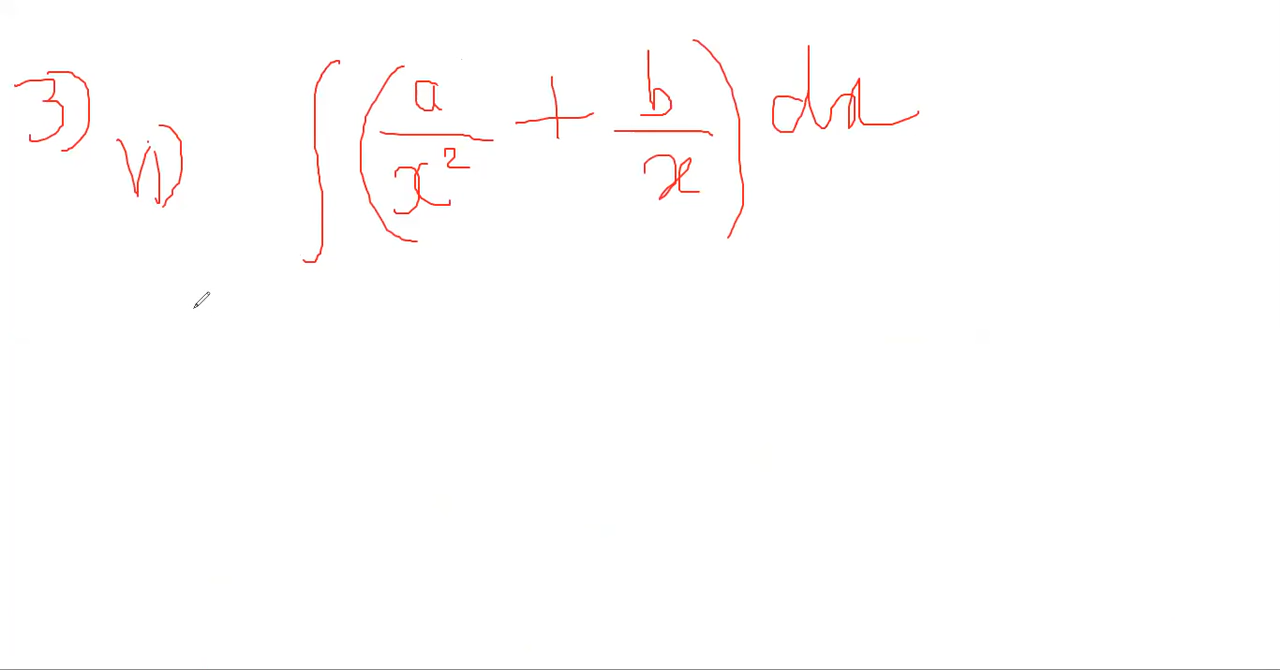 3) vi) ∫(a/x² + b/x) dx